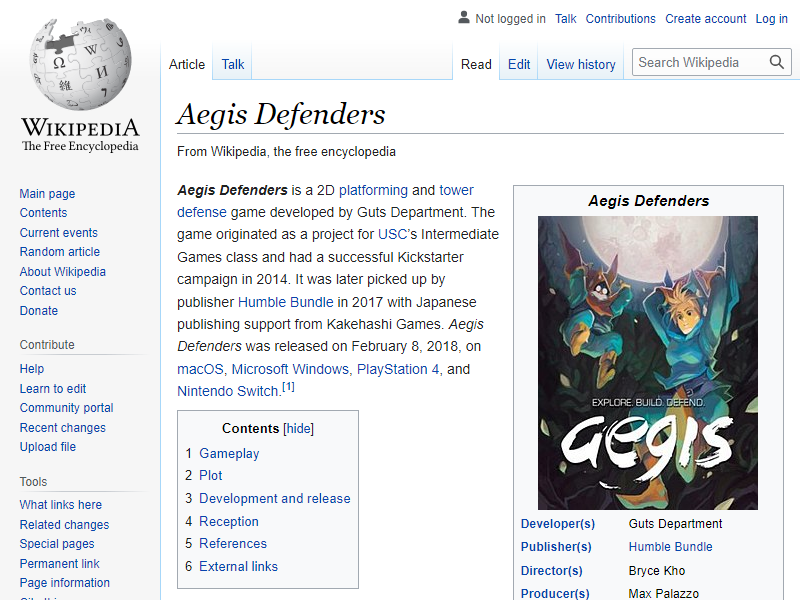 Not logged in Talk Contributions Create account Log in
Article Talk Read Edit View history Search Wikipedia
WIKIPEDIA
The Free Encyclopedia
Main page
Contents
Current events
Random article
About Wikipedia
Contact us
Donate
Contribute
Help
Learn to edit
Community portal
Recent changes
Upload file
Tools
What links here
Related changes
Special pages
Permanent link
Page information
Aegis Defenders
From Wikipedia, the free encyclopedia
Aegis Defenders is a 2D platforming and tower
defense game developed by Guts Department. The
game originated as a project for USC's Intermediate
Games class and had a successful Kickstarter
campaign in 2014. It was later picked up by
publisher Humble Bundle in 2017 with Japanese
publishing support from Kakehashi Games. Aegis
Defenders was released on February 8, 2018, on
macOS, Microsoft Windows, PlayStation 4, and
Nintendo Switch.[1]
Contents [hide]
1 Gameplay
2 Plot
3 Development and release
4 Reception
5 References
6 External links
Aegis Defenders
EXPLORE. BUILD. DEFEND.
aegis
Developer(s) Guts Department
Publisher(s) Humble Bundle
Director(s) Bryce Kho
Producer(s) Max Palazzo